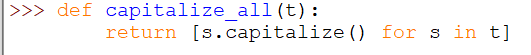 >>> def capitalize_all(t):
        return [s.capitalize() for s in t]